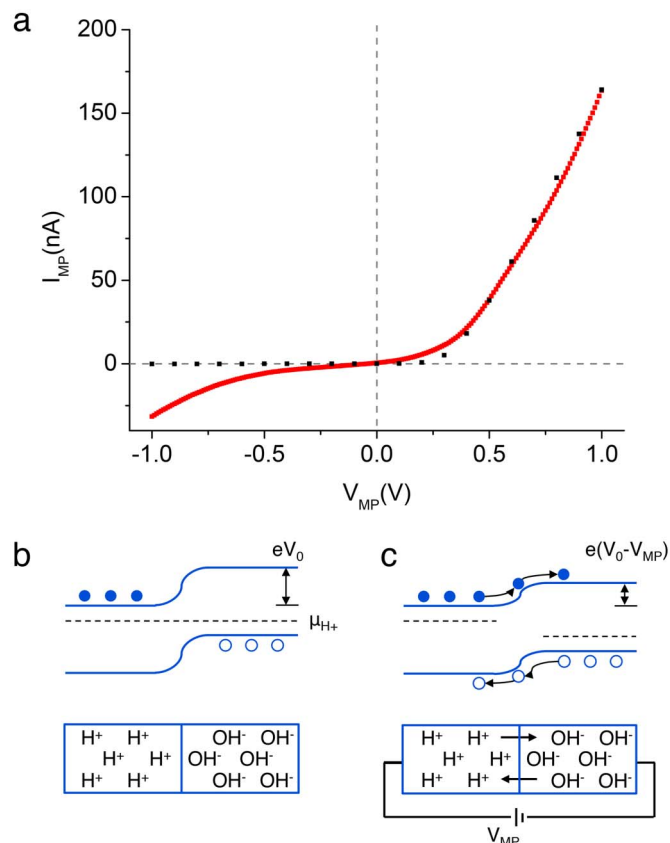 a
200
150
100
50
0
I_MP(nA)
-1.0 -0.5 0.0 0.5 1.0
V_MP(V)
b
eV₀
μ_H+
H⁺ H⁺ OH⁻ OH⁻
H⁺ H⁺ OH⁻ OH⁻
H⁺ H⁺ OH⁻ OH⁻
c
e(V₀-V_MP)
H⁺ H⁺ OH⁻ OH⁻
H⁺ H⁺ OH⁻ OH⁻
H⁺ H⁺ OH⁻ OH⁻
V_MP